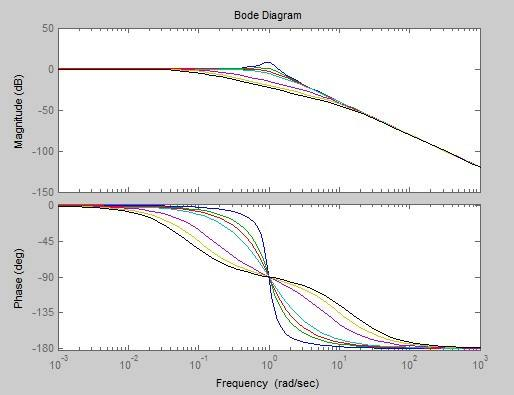 Bode Diagram
50
0
-50
-100
-150
Magnitude (dB)
0
-45
-90
-135
-180
Phase (deg)
10^-3 10^-2 10^-1 10^0 10^1 10^2 10^3
Frequency (rad/sec)